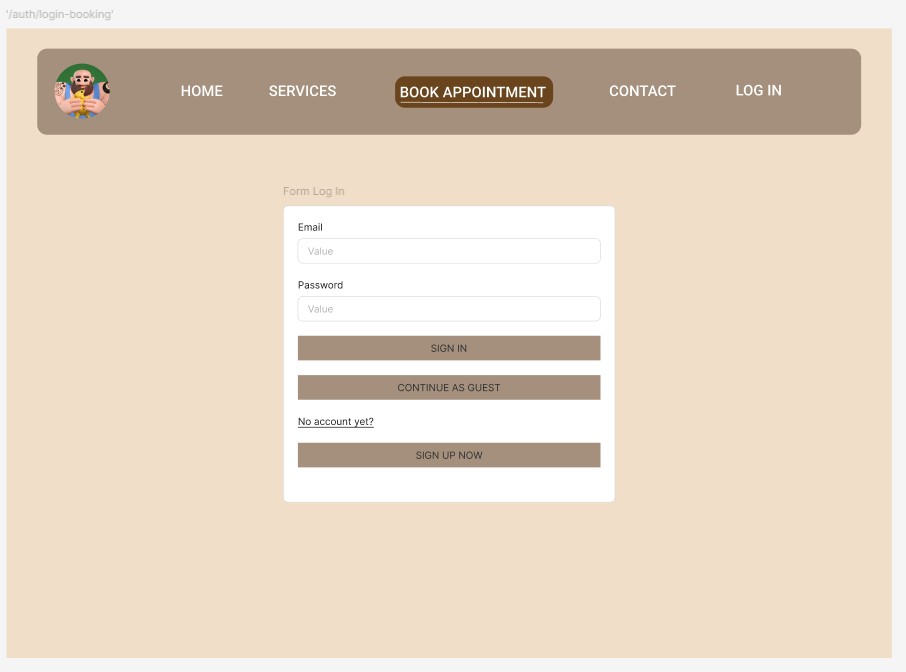 '/auth/login-booking'
HOME SERVICES BOOK APPOINTMENT CONTACT LOG IN
Form Log In
Email
Value
Password
Value
SIGN IN
CONTINUE AS GUEST
No account yet?
SIGN UP NOW